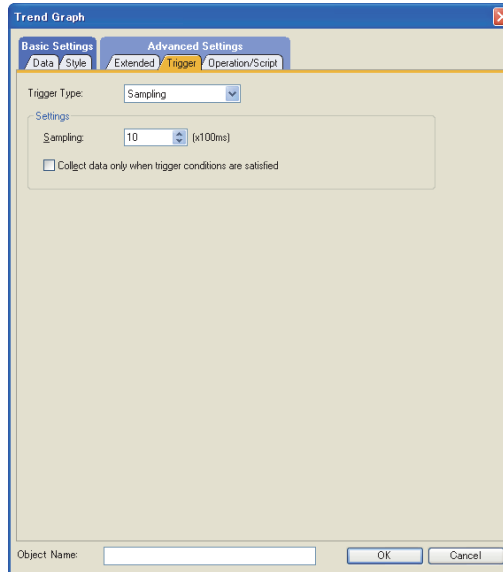 Trend Graph
Basic Settings Advanced Settings
Data Style Extended Trigger Operation/Script
Trigger Type: Sampling
Settings
Sampling: 10 (x100ms)
Collect data only when trigger conditions are satisfied
Object Name: OK Cancel